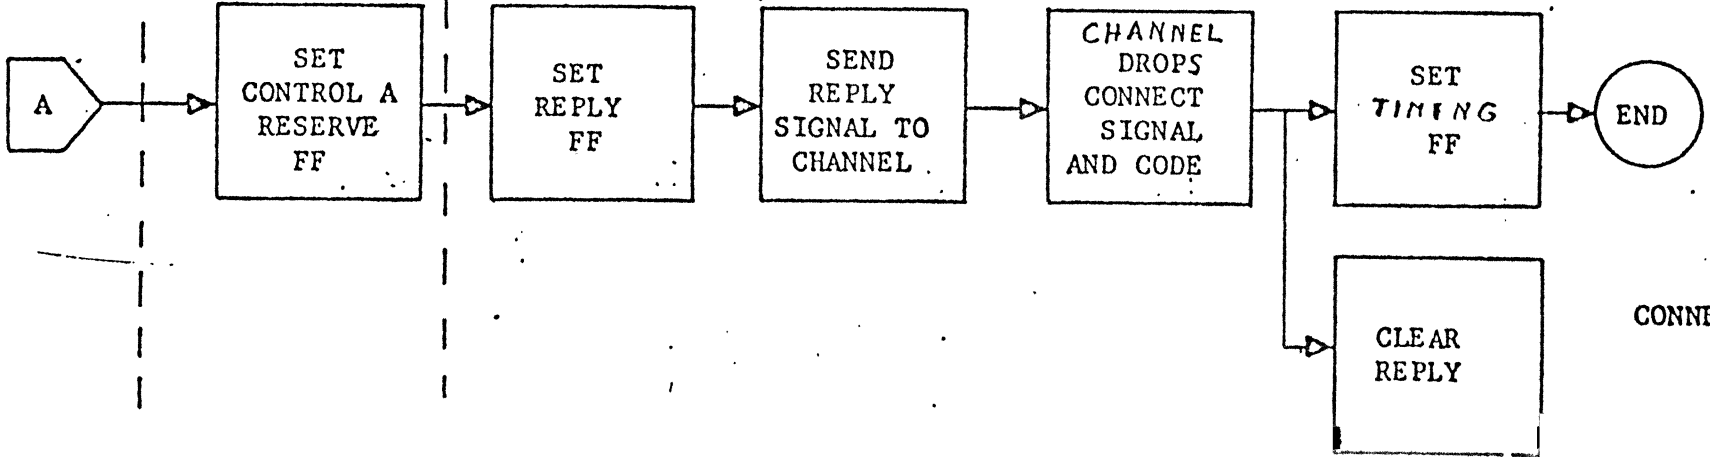 A
SET
CONTROL A
RESERVE
FF
SET
REPLY
FF
SEND
REPLY
SIGNAL TO
CHANNEL
CHANNEL
DROPS
CONNECT
SIGNAL
AND CODE
SET
TIMING
FF
END
CLEAR
REPLY
CONNE